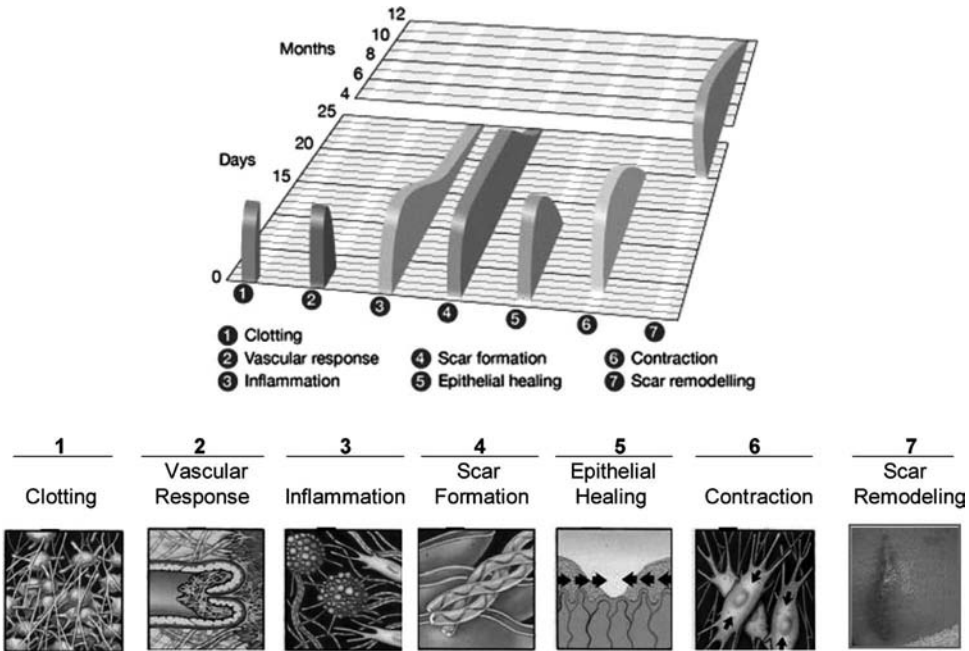 12
10
Months 8
6
4
25
20
Days
15
0
1 2 3 4 5 6 7
1 Clotting
2 Vascular response 4 Scar formation 6 Contraction
3 Inflammation 5 Epithelial healing 7 Scar remodelling
1 2 3 4 5 6 7
Vascular Scar Epithelial Scar
Clotting Response Inflammation Formation Healing Contraction Remodeling